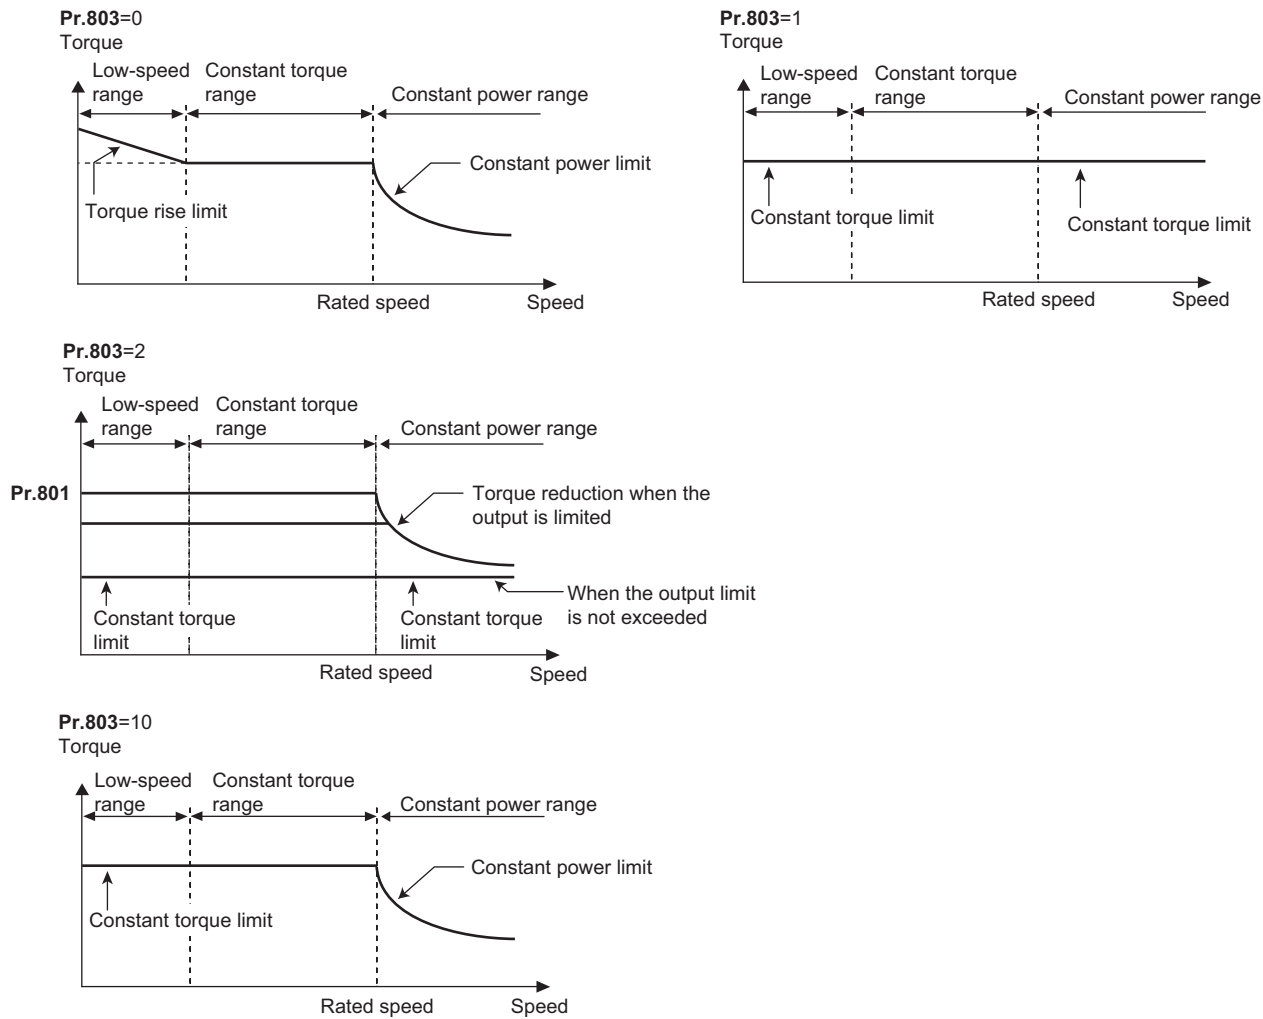 Pr.803=0
Torque
Low-speed
range
Constant torque
range
Constant power range
Constant power limit
Torque rise limit
Rated speed
Speed
Pr.803=1
Torque
Low-speed
range
Constant torque
range
Constant power range
Constant torque limit
Constant torque limit
Rated speed
Speed
Pr.803=2
Torque
Low-speed
range
Constant torque
range
Constant power range
Pr.801
Torque reduction when the
output is limited
When the output limit
is not exceeded
Constant torque
limit
Constant torque
limit
Rated speed
Speed
Pr.803=10
Torque
Low-speed
range
Constant torque
range
Constant power range
Constant power limit
Constant torque limit
Rated speed
Speed